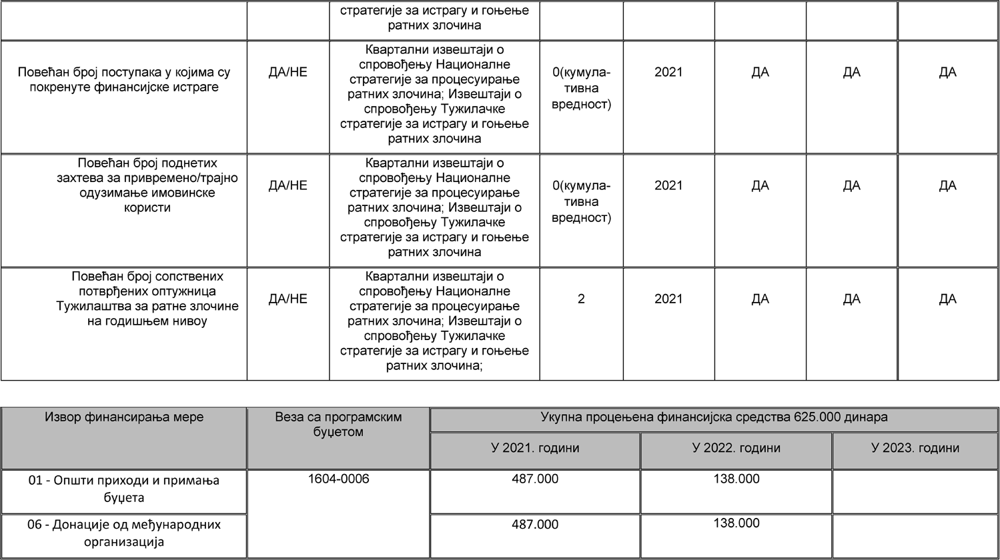 стратегије за истрагу и гоњење
ратних злочина
Повећан број поступака у којима су
покренуте финансијске истраге
ДА/НЕ
Квартални извештаји о
спровођењу Националне
стратегије за процесуирање
ратних злочина; Извештаји о
спровођењу Тужилачке
стратегије за истрагу и гоњење
ратних злочина
0(кумула-
тивна
вредност)
2021
ДА
ДА
ДА
Повећан број поднетих
захтева за привремено/трајно
одузимање имовинске
користи
ДА/НЕ
Квартални извештаји о
спровођењу Националне
стратегије за процесуирање
ратних злочина; Извештаји о
спровођењу Тужилачке
стратегије за истрагу и гоњење
ратних злочина
0(кумула-
тивна
вредност)
2021
ДА
ДА
ДА
Повећан број сопствених
потврђених оптужница
Тужилаштва за ратне злочине
на годишњем нивоу
ДА/НЕ
Квартални извештаји о
спровођењу Националне
стратегије за процесуирање
ратних злочина; Извештаји о
спровођењу Тужилачке
стратегије за истрагу и гоњење
ратних злочина;
2
2021
ДА
ДА
ДА
Извор финансирања мере
Веза са програмским
буџетом
Укупна процењена финансијска средства 625.000 динара
У 2021. години
У 2022. години
У 2023. години
01 - Општи приходи и примања
буџета
1604-0006
487.000
138.000
06 - Донације од међународних
организација
487.000
138.000